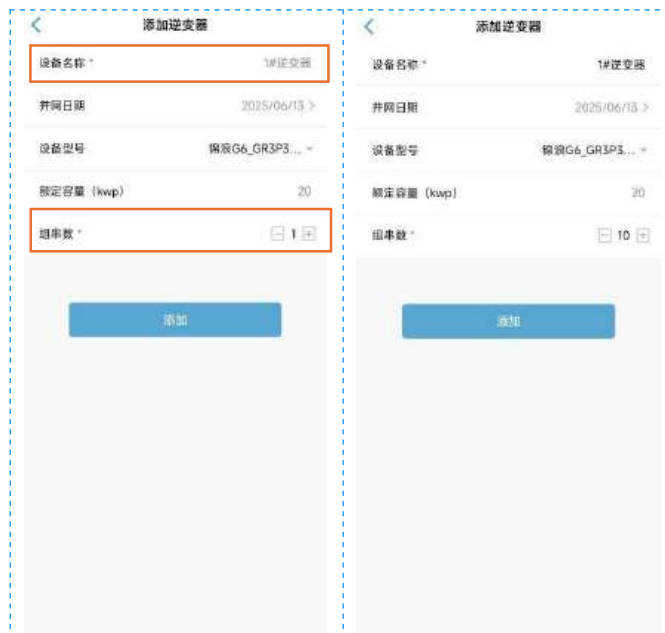 添加逆变器
设备名称 * 1#逆变器
并网日期 2025/06/13 >
设备型号 锦浪G6_GR3P3...
额定容量（kwp） 20
组串数 * - 1 +
添加
添加逆变器
设备名称 * 1#逆变器
并网日期 2025/06/13 >
设备型号 锦浪G6_GR3P3...
额定容量（kwp） 20
组串数 * - 10 +
添加